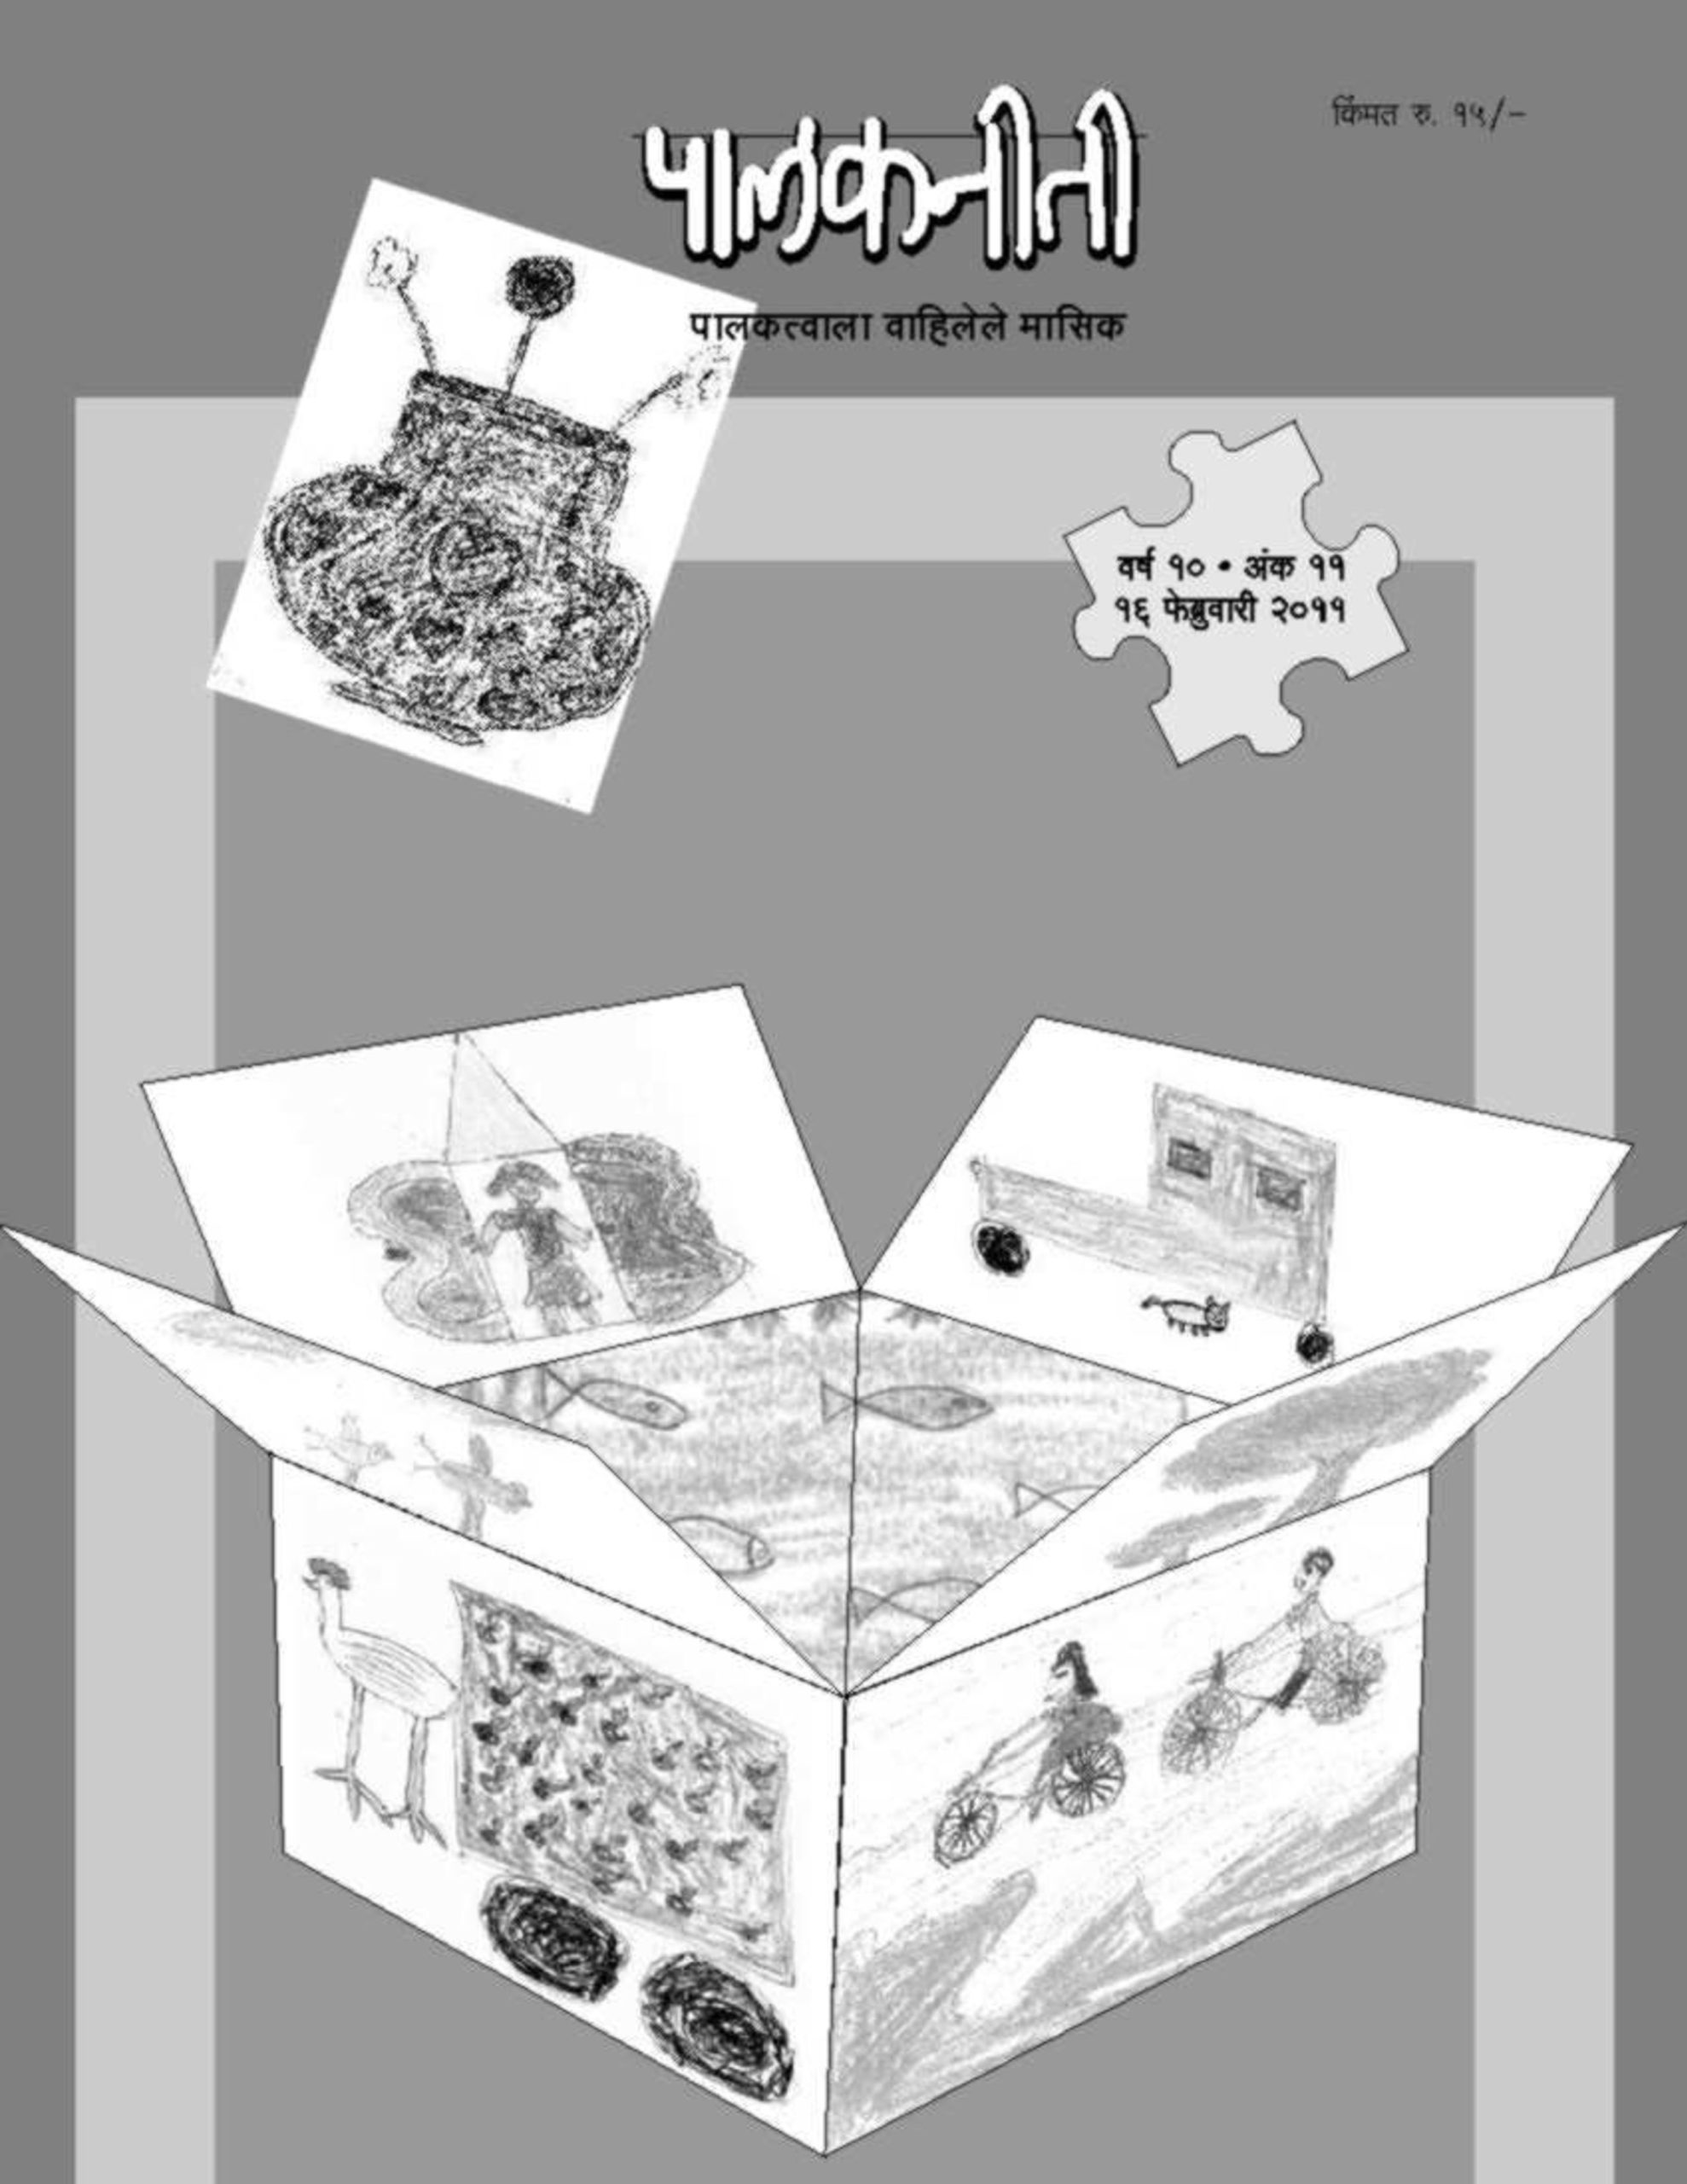 किंमत रु. १५/-
पालकनीती
पालकत्वाला वाहिलेले मासिक
वर्ष १० • अंक ११
१६ फेब्रुवारी २०११